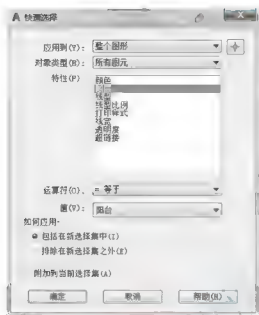 快速选择
应用到(Y): 整个图形
对象类型(B): 所有图元
特性(P)
颜色
图层
线型
线型比例
打印样式
线宽
透明度
超链接
运算符(O): = 等于
值(V): 阳台
如何应用:
包括在新选择集中(I)
排除在新选择集之外(E)
附加到当前选择集(A)
确定 取消 帮助(H)